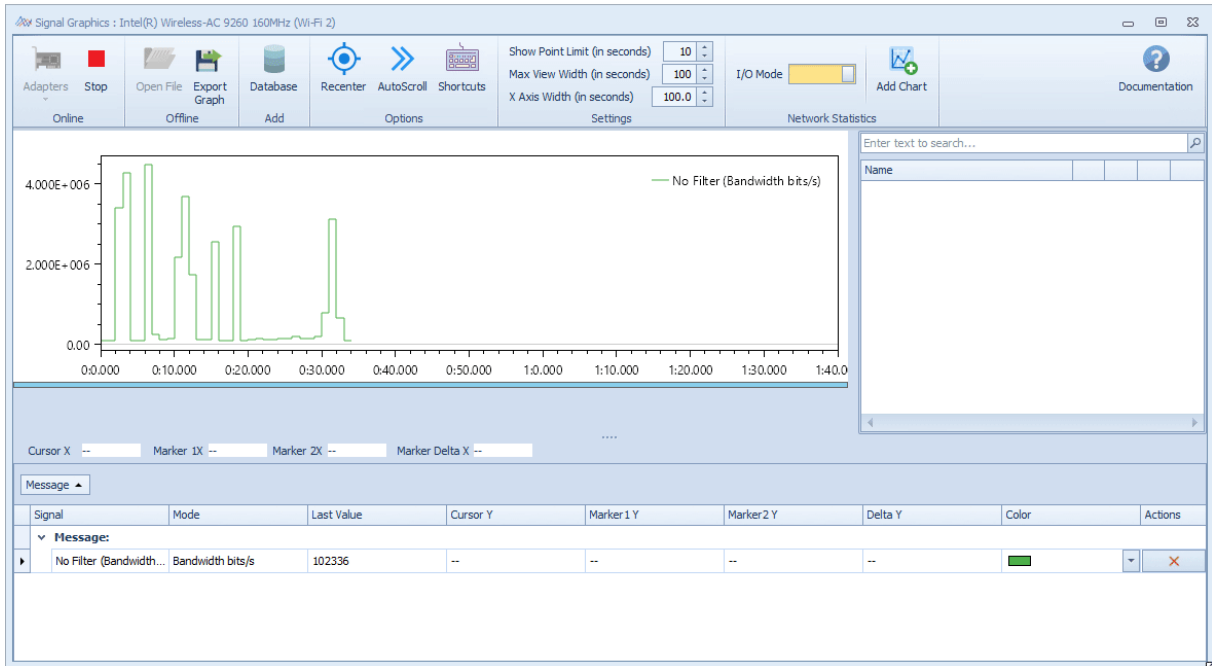 Signal Graphics : Intel(R) Wireless-AC 9260 160MHz (Wi-Fi 2)
Adapters Stop Open File Export Graph Database Recenter AutoScroll Shortcuts
Show Point Limit (in seconds) 10
Max View Width (in seconds) 100
X Axis Width (in seconds) 100.0
I/O Mode
Add Chart
Documentation
Online Offline Add Options Settings Network Statistics
Enter text to search...
Name
No Filter (Bandwidth bits/s)
4.000E+006
2.000E+006
0.00
0:0.000 0:10.000 0:20.000 0:30.000 0:40.000 0:50.000 1:0.000 1:10.000 1:20.000 1:30.000 1:40.0
Cursor X -- Marker 1X -- Marker 2X -- Marker Delta X --
Message
Signal Mode Last Value Cursor Y Marker1 Y Marker2 Y Delta Y Color Actions
Message:
No Filter (Bandwidth... Bandwidth bits/s 102336 -- -- -- --